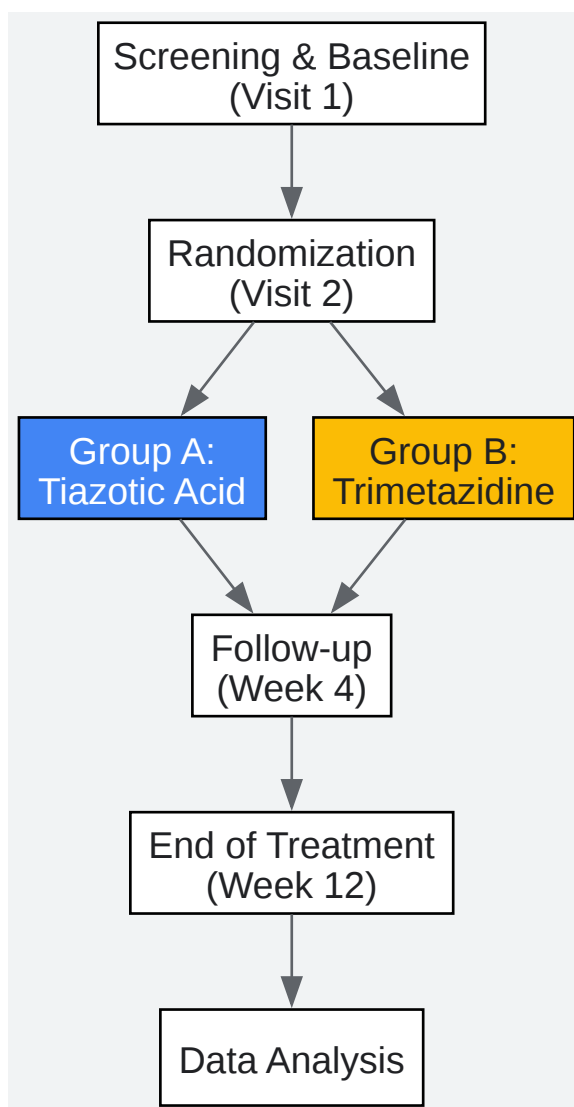 Screening & Baseline
(Visit 1)
Randomization
(Visit 2)
Group A:
Tiazotic Acid
Group B:
Trimetazidine
Follow-up
(Week 4)
End of Treatment
(Week 12)
Data Analysis